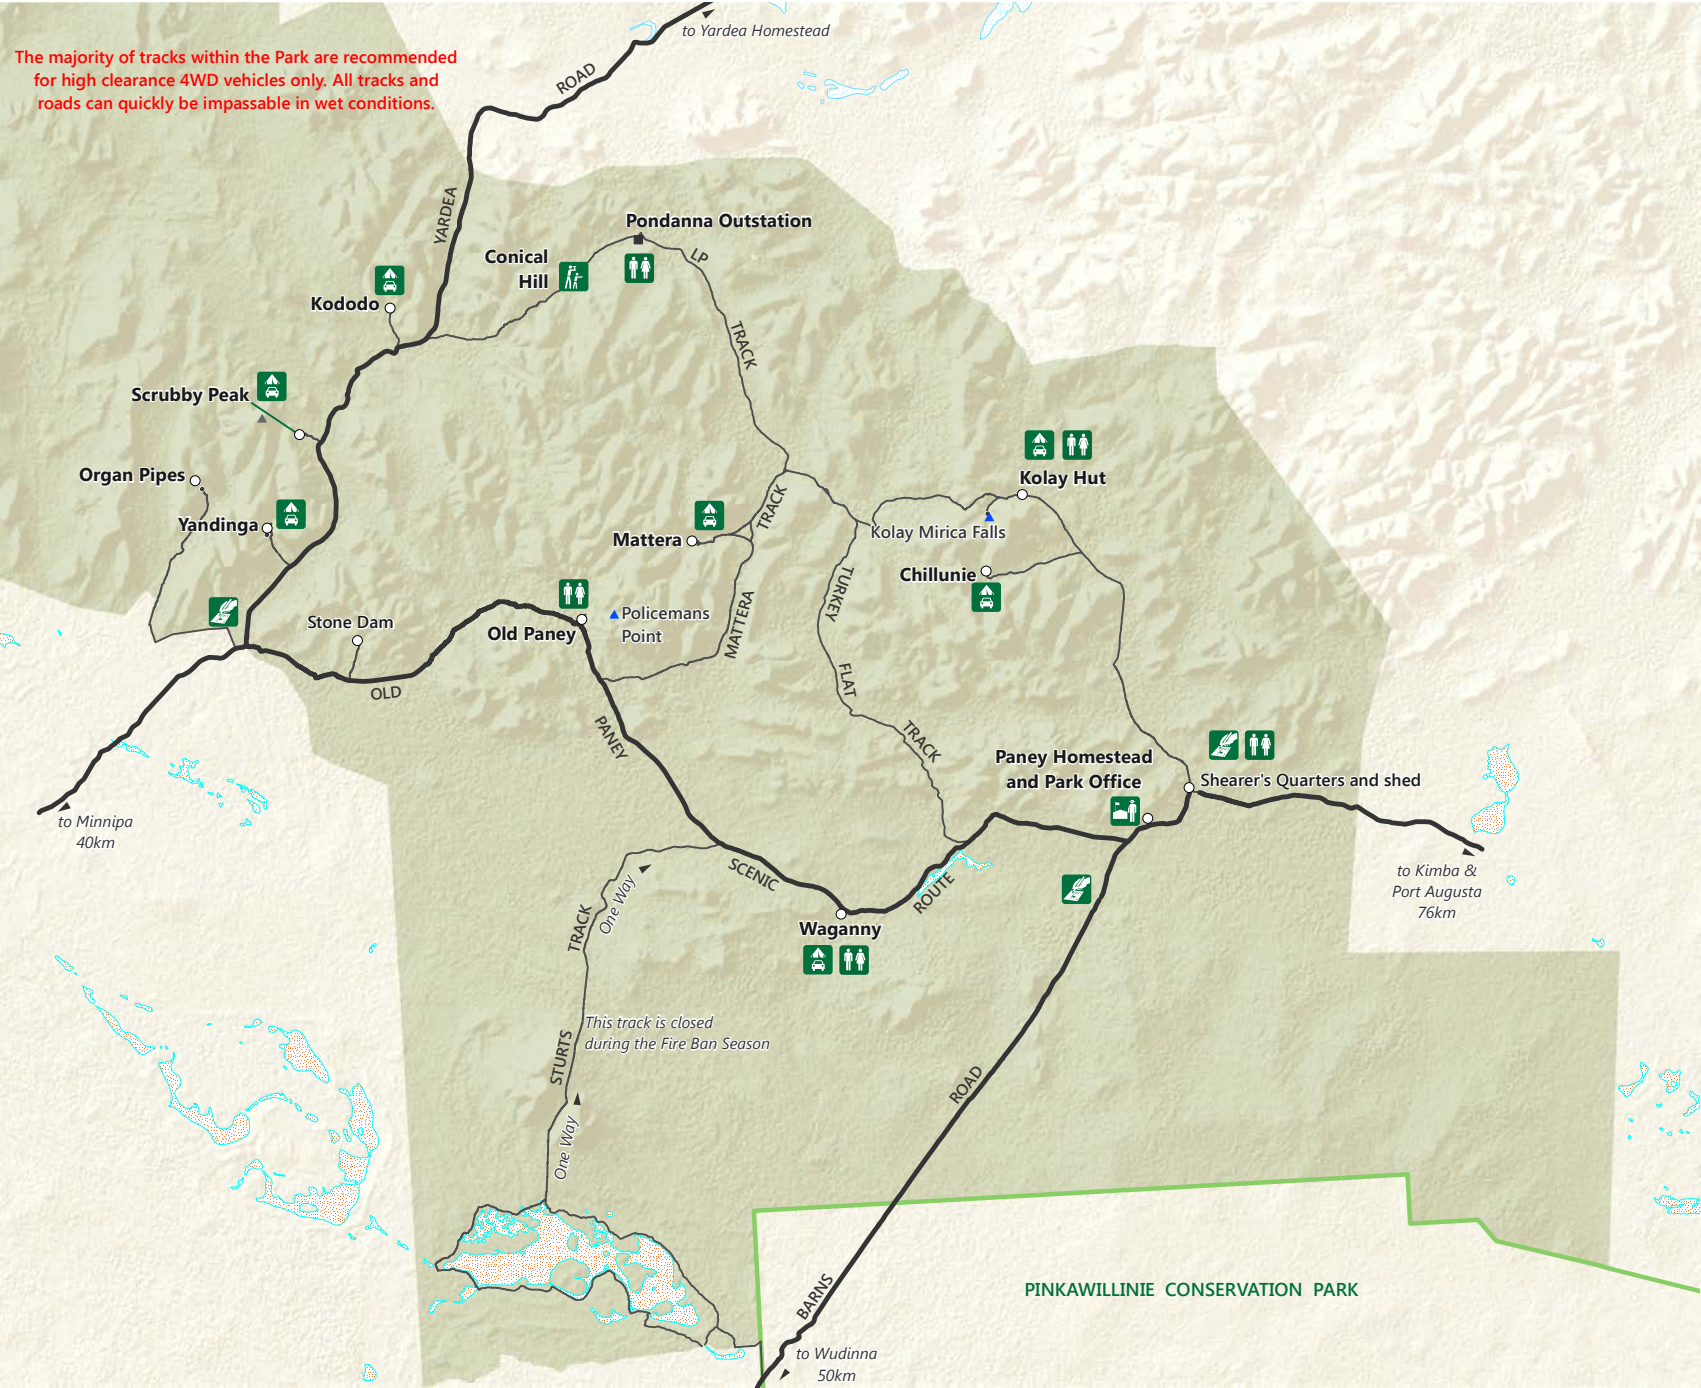 to Yardea Homestead
The majority of tracks within the Park are recommended
for high clearance 4WD vehicles only. All tracks and
roads can quickly be impassable in wet conditions.
ROAD
YARDEA
Pondanna Outstation
Conical
Hill
LP
Kododo
TRACK
Scrubby Peak
Organ Pipes
Kolay Hut
Yandinga
TRACK
Kolay Mirica Falls
Mattera
Chillunie
TURKEY
Stone Dam
Policemans
Point
Old Paney
MATTERA
OLD
FLAT
PANEY
TRACK
Paney Homestead
and Park Office
Shearer's Quarters and shed
to Minnipa
40km
SCENIC
ROUTE
to Kimba &
Port Augusta
76km
One Way
TRACK
Waganny
This track is closed
during the Fire Ban Season
STURTS
ROAD
One Way
PINKAWILLINIE CONSERVATION PARK
BARNS
to Wudinna
50km